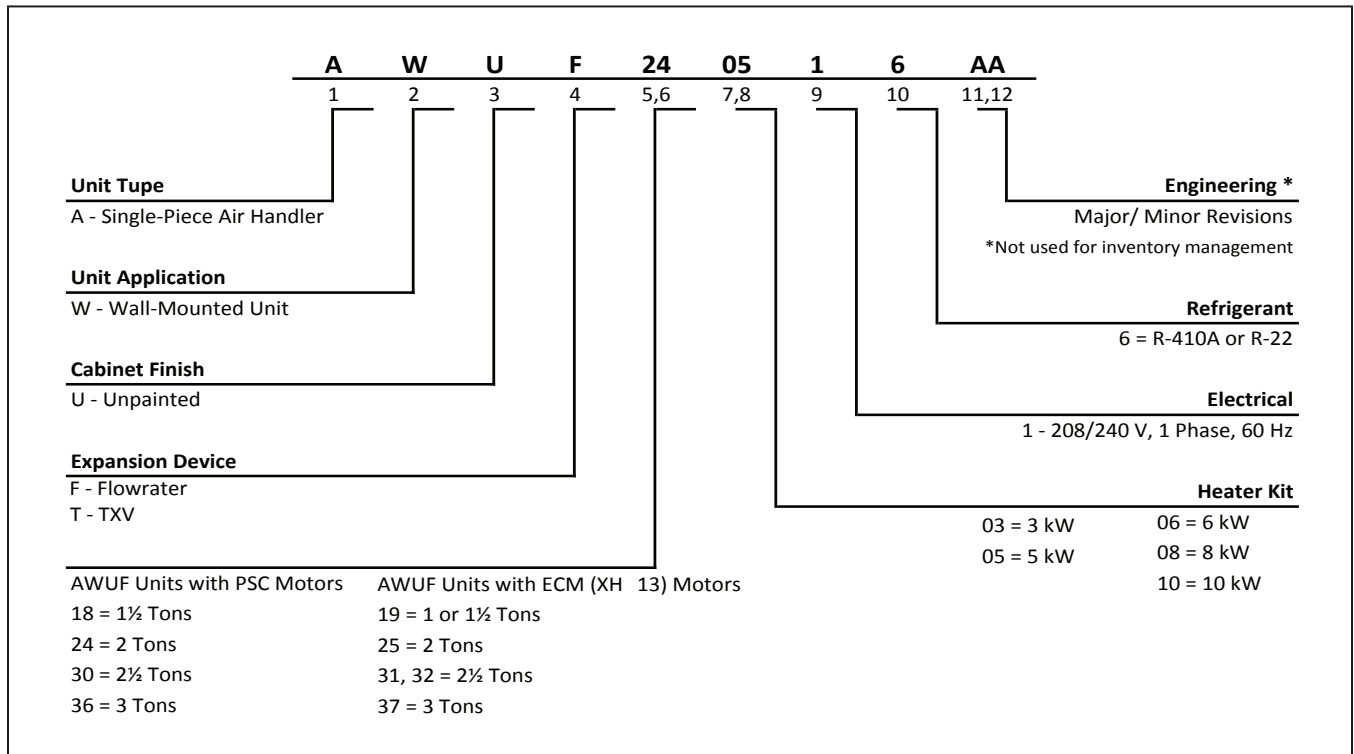 A W U F 24 05 1 6 AA
1 2 3 4 5,6 7,8 9 10 11,12
Unit Tupe
A - Single-Piece Air Handler
Unit Application
W - Wall-Mounted Unit
Cabinet Finish
U - Unpainted
Expansion Device
F - Flowrater
T - TXV
AWUF Units with PSC Motors
18 = 1½ Tons
24 = 2 Tons
30 = 2½ Tons
36 = 3 Tons
AWUF Units with ECM (XH 13) Motors
19 = 1 or 1½ Tons
25 = 2 Tons
31, 32 = 2½ Tons
37 = 3 Tons
Engineering *
Major/ Minor Revisions
*Not used for inventory management
Refrigerant
6 = R-410A or R-22
Electrical
1 - 208/240 V, 1 Phase, 60 Hz
Heater Kit
03 = 3 kW
05 = 5 kW
06 = 6 kW
08 = 8 kW
10 = 10 kW